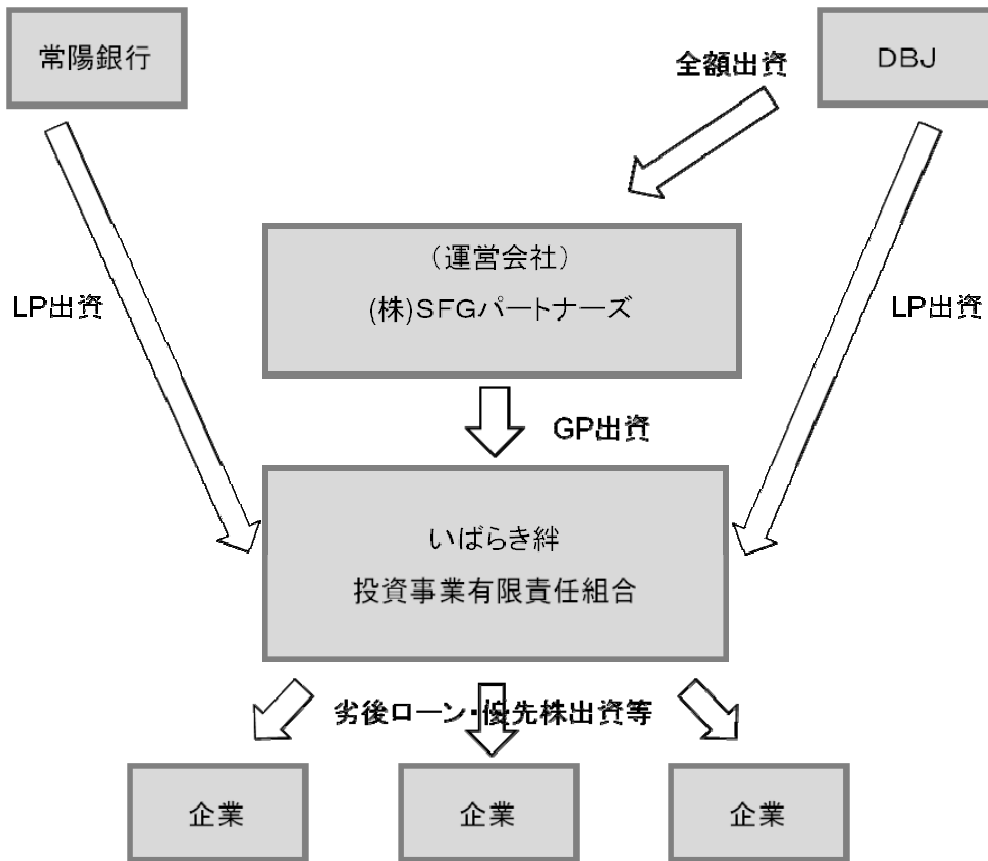 常陽銀行
全額出資
ＤＢＪ
（運営会社）
(株)ＳＦＧパートナーズ
LP出資
LP出資
GP出資
いばらき絆
投資事業有限責任組合
劣後ローン・優先株出資等
企業
企業
企業